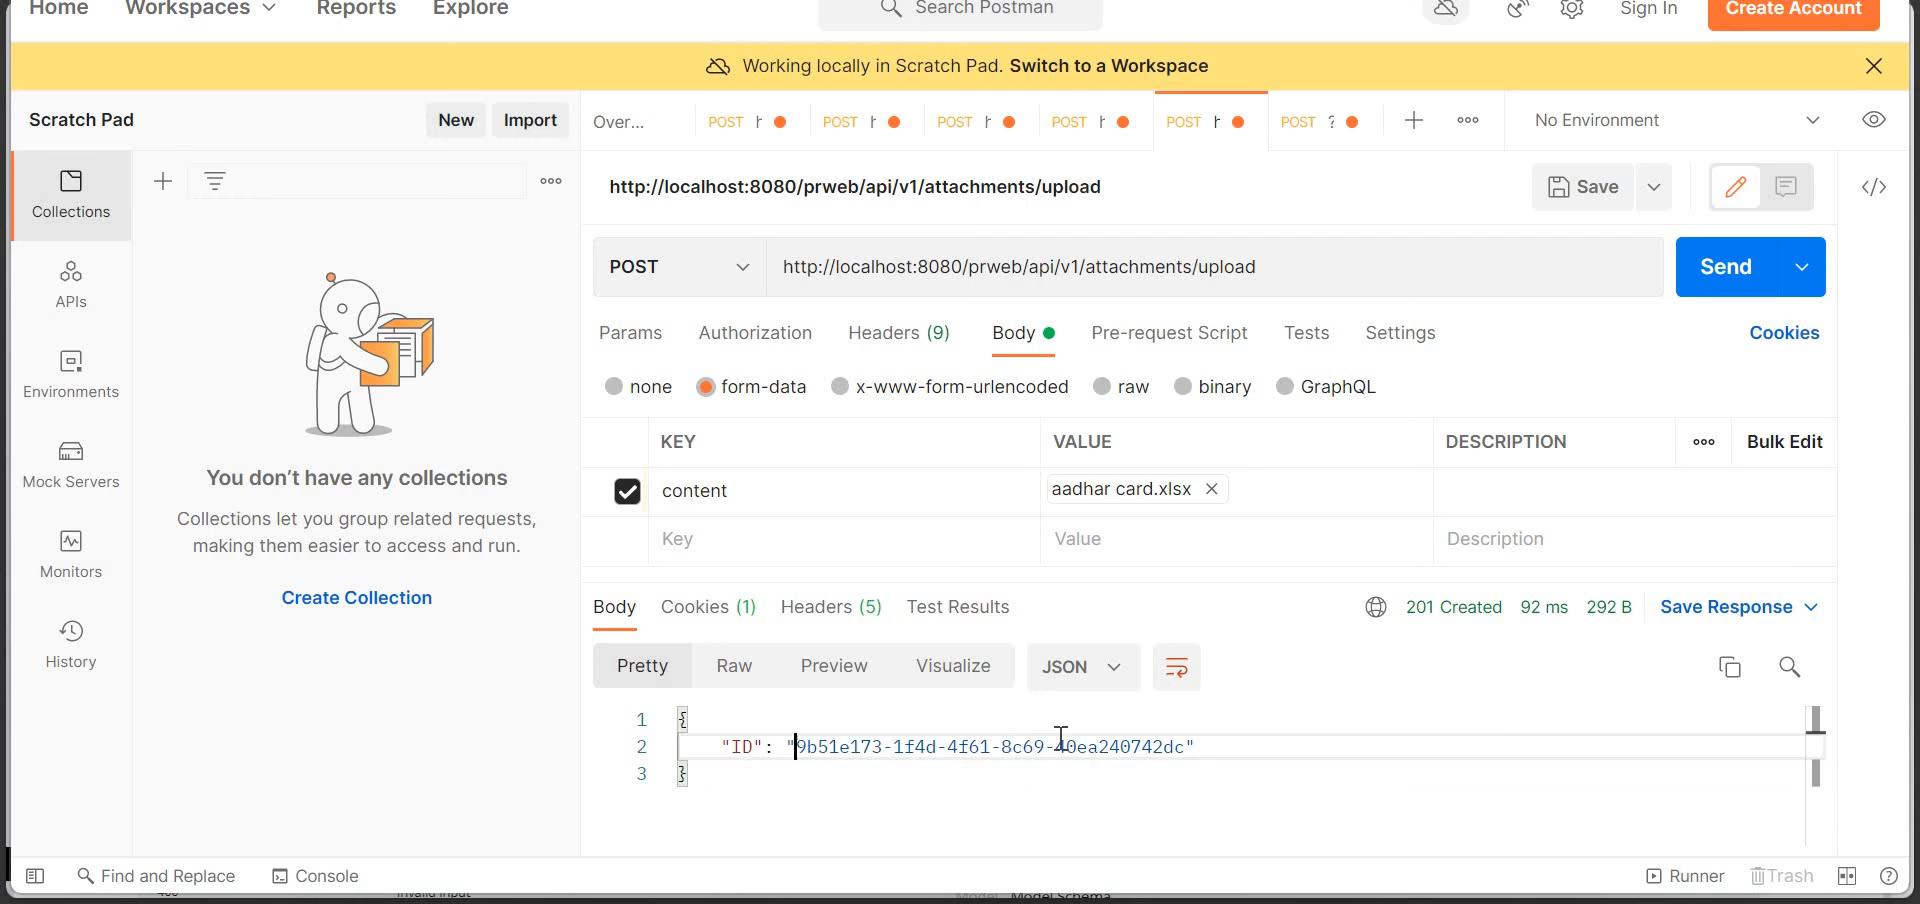 Home Workspaces Reports Explore Search Postman Sign In Create Account
Working locally in Scratch Pad. Switch to a Workspace
Scratch Pad New Import
Over... POST POST POST POST POST POST ? No Environment
Collections
APIs
Environments
Mock Servers
Monitors
History
You don't have any collections
Collections let you group related requests,
making them easier to access and run.
Create Collection
http://localhost:8080/prweb/api/v1/attachments/upload Save
POST http://localhost:8080/prweb/api/v1/attachments/upload Send
Params Authorization Headers (9) Body Pre-request Script Tests Settings Cookies
none form-data x-www-form-urlencoded raw binary GraphQL
KEY VALUE DESCRIPTION Bulk Edit
content aadhar card.xlsx
Key Value Description
Body Cookies (1) Headers (5) Test Results 201 Created 92 ms 292 B Save Response
Pretty Raw Preview Visualize JSON
1 {
2 "ID": "9b51e173-1f4d-4f61-8c69-40ea240742dc"
3 }
Find and Replace Console Runner Trash
Invalid input Model Model Schema